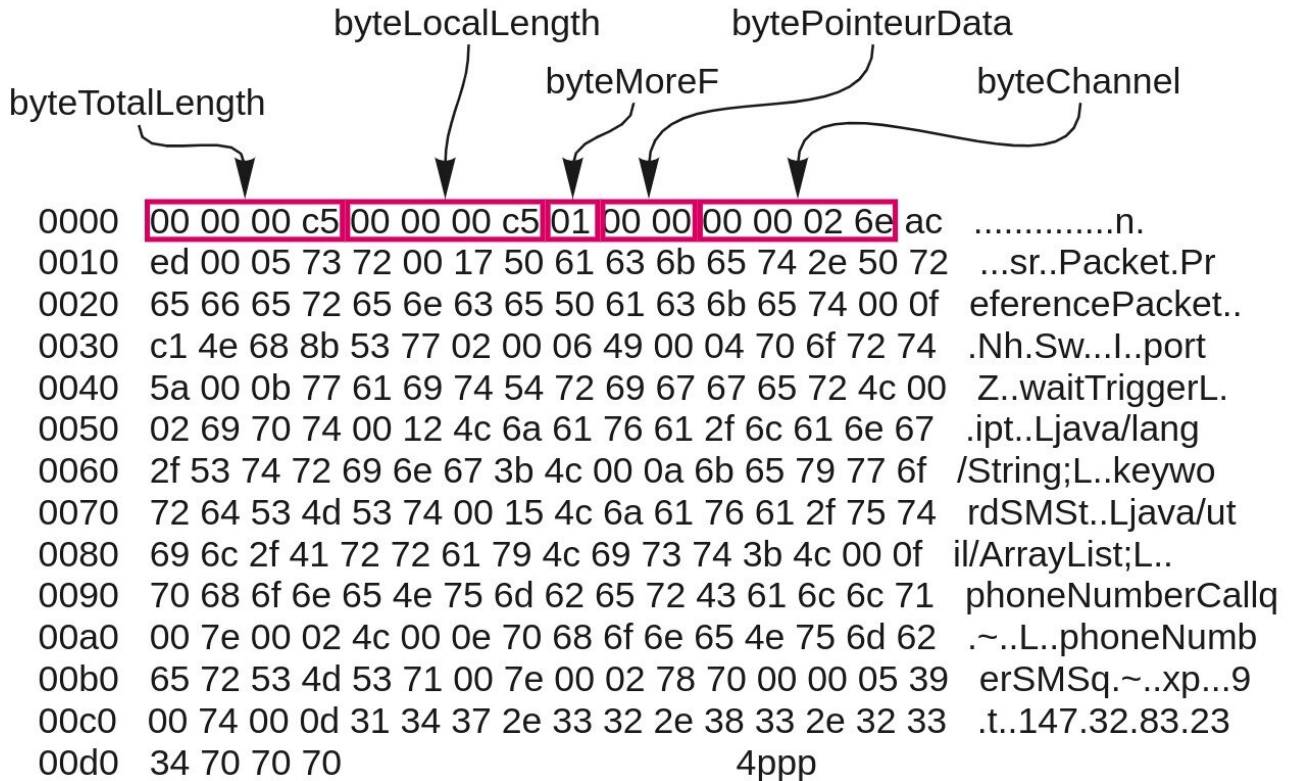 byteLocalLength bytePointeurData
byteMoreF byteChannel
byteTotalLength
0000 00 00 00 c5 00 00 00 c5 01 00 00 00 00 02 6e ac ..............n.
0010 ed 00 05 73 72 00 17 50 61 63 6b 65 74 2e 50 72 ...sr..Packet.Pr
0020 65 66 65 72 65 6e 63 65 50 61 63 6b 65 74 00 0f eferencePacket..
0030 c1 4e 68 8b 53 77 02 00 06 49 00 04 70 6f 72 74 .Nh.Sw...I..port
0040 5a 00 0b 77 61 69 74 54 72 69 67 67 65 72 4c 00 Z..waitTriggerL.
0050 02 69 70 74 00 12 4c 6a 61 76 61 2f 6c 61 6e 67 .ipt..Ljava/lang
0060 2f 53 74 72 69 6e 67 3b 4c 00 0a 6b 65 79 77 6f /String;L..keywo
0070 72 64 53 4d 53 74 00 15 4c 6a 61 76 61 2f 75 74 rdSMSt..Ljava/ut
0080 69 6c 2f 41 72 72 61 79 4c 69 73 74 3b 4c 00 0f il/ArrayList;L..
0090 70 68 6f 6e 65 4e 75 6d 62 65 72 43 61 6c 6c 71 phoneNumberCallq
00a0 00 7e 00 02 4c 00 0e 70 68 6f 6e 65 4e 75 6d 62 .~..L..phoneNumb
00b0 65 72 53 4d 53 71 00 7e 00 02 78 70 00 00 05 39 erSMSq.~..xp...9
00c0 00 74 00 0d 31 34 37 2e 33 32 2e 38 33 2e 32 33 .t..147.32.83.23
00d0 34 70 70 70 4ppp